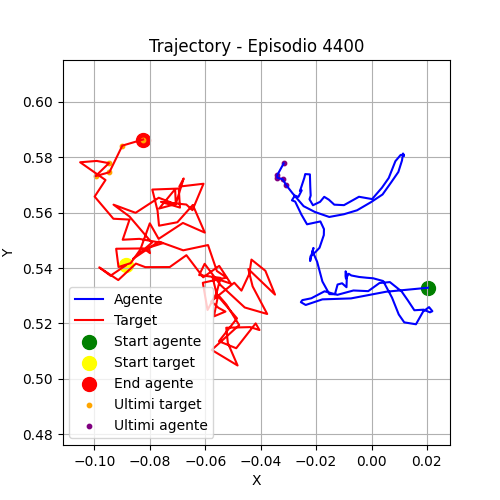 Trajectory - Episodio 4400
Y
0.60
0.58
0.56
0.54
0.52
0.50
0.48
Agente
Target
Start agente
Start target
End agente
Ultimi target
Ultimi agente
−0.10 −0.08 −0.06 −0.04 −0.02 0.00 0.02
X